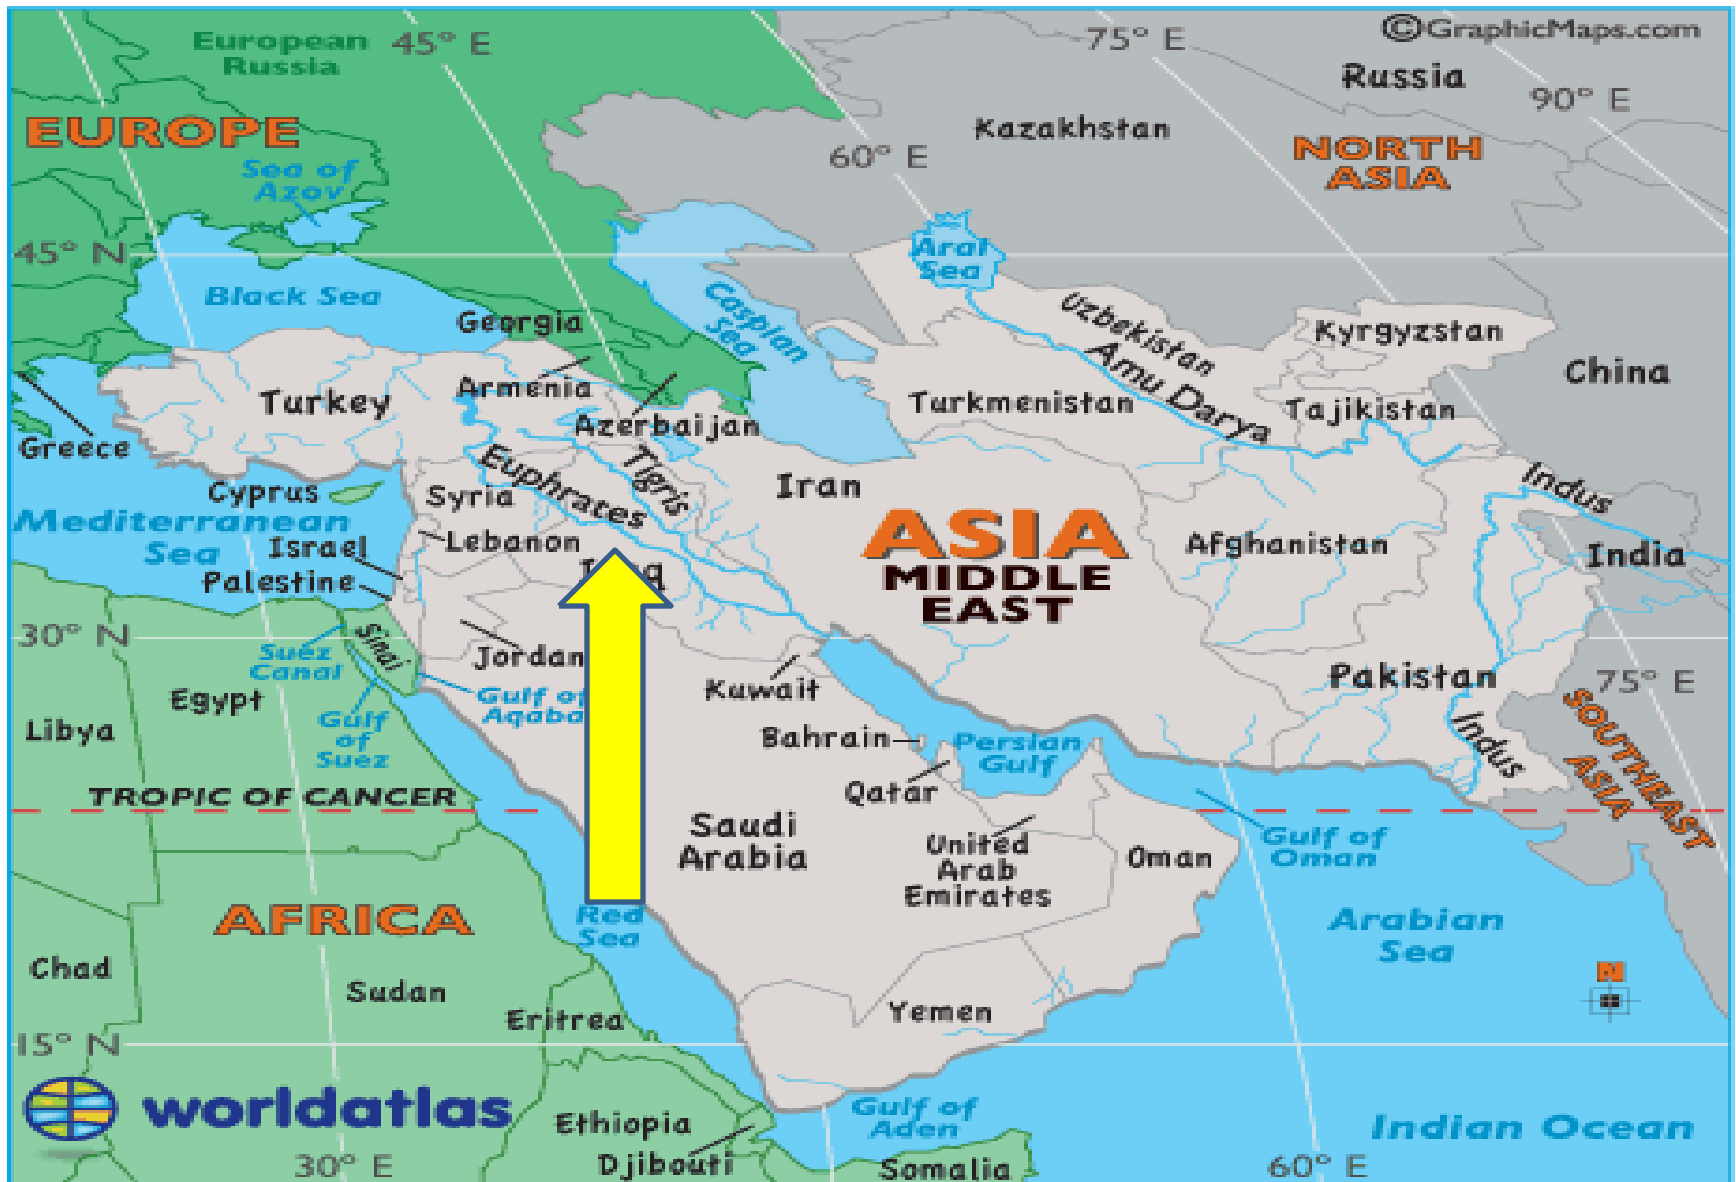 European
Russia
45° E
75° E
©GraphicMaps.com
Russia
90° E
EUROPE
Kazakhstan
60° E
NORTH
ASIA
Sea of
Azov
45° N
Aral
Sea
Black Sea
Caspian
Sea
Georgia
Uzbekistan
Kyrgyzstan
Amu Darya
China
Turkey
Armenia
Turkmenistan
Tajikistan
Azerbaijan
Greece
Euphrates
Tigris
Iran
Indus
Cyprus
Syria
Mediterranean
Sea
ASIA
MIDDLE
EAST
Israel
Lebanon
Afghanistan
India
Palestine
30° N
Sinai
Suez
Canal
Jordan
Kuwait
Pakistan
75° E
Egypt
Gulf of
Aqaba
Libya
Gulf
of
Suez
Bahrain
Persian
Gulf
Indus
SOUTHEAST
ASIA
Qatar
TROPIC OF CANCER
Saudi
Arabia
United
Arab
Emirates
Oman
Gulf of
Oman
AFRICA
Red
Sea
Arabian
Sea
Chad
Sudan
N
Eritrea
Yemen
15° N
worldatlas
Ethiopia
Gulf of
Aden
Indian Ocean
30° E
Djibouti
Somalia
60° E